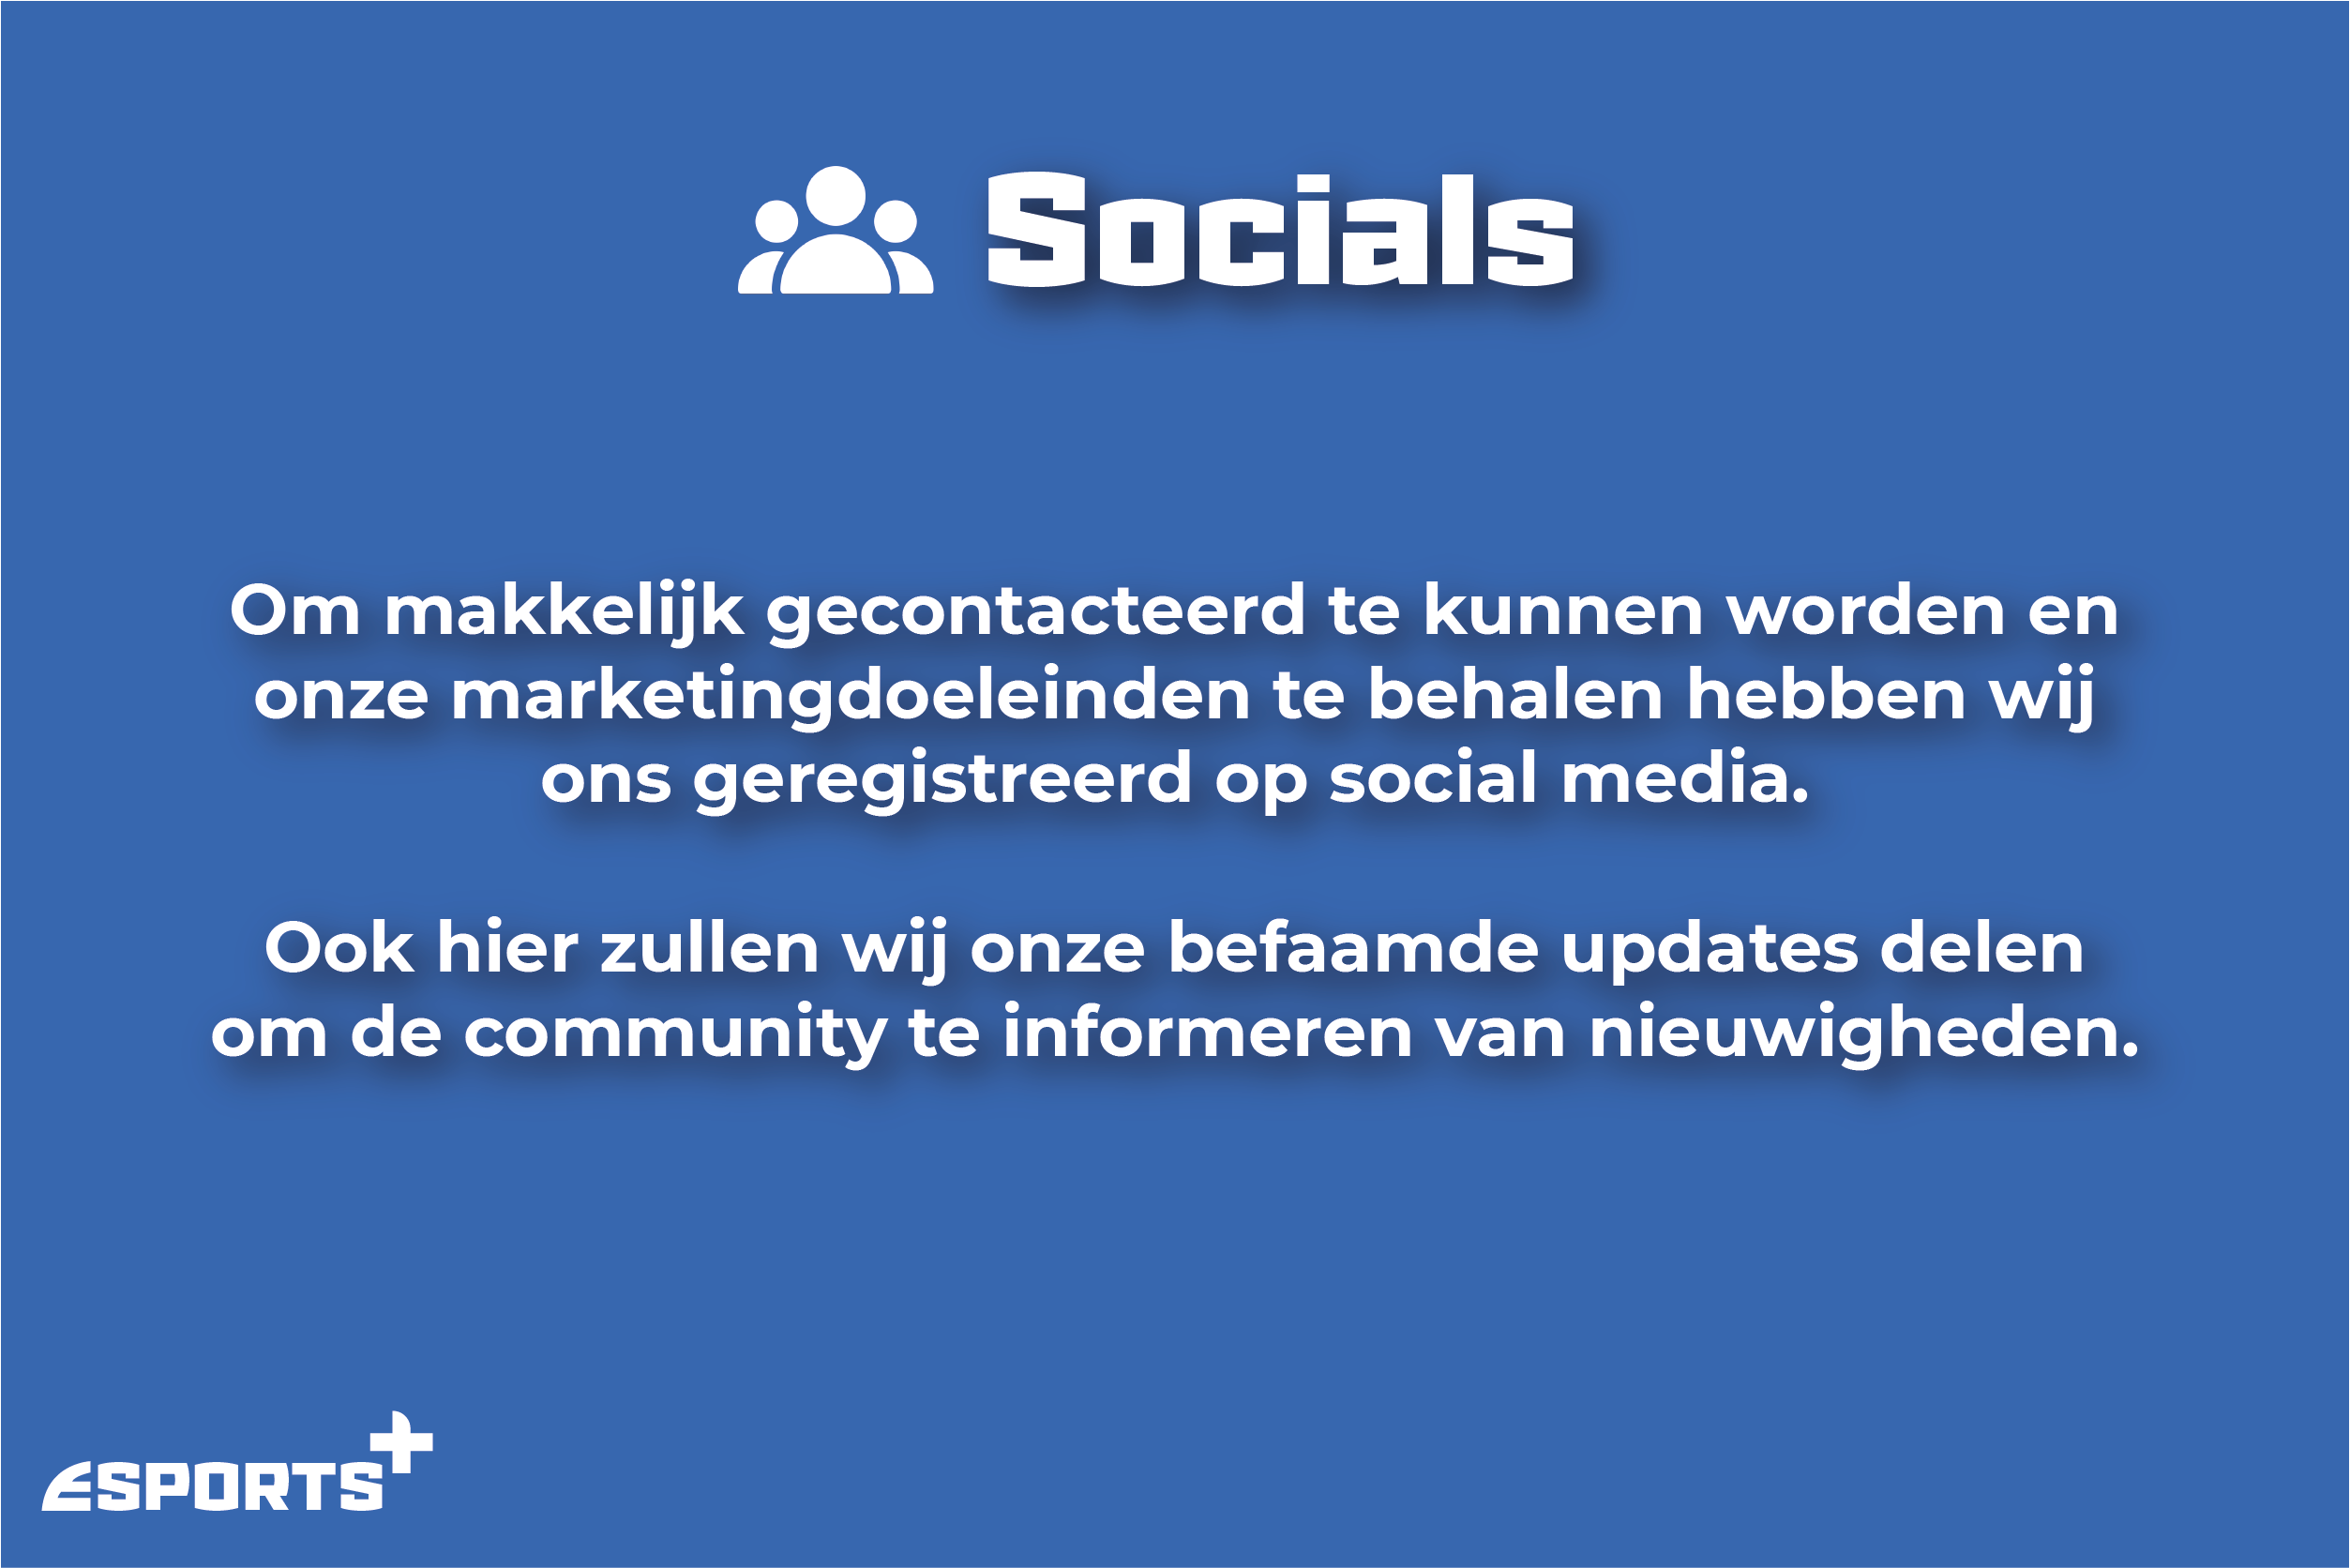 Socials
Om makkelijk gecontacteerd te kunnen worden en
onze marketingdoeleinden te behalen hebben wij
ons geregistreerd op social media.
Ook hier zullen wij onze befaamde updates delen
om de community te informeren van nieuwigheden.
ESPORTS+